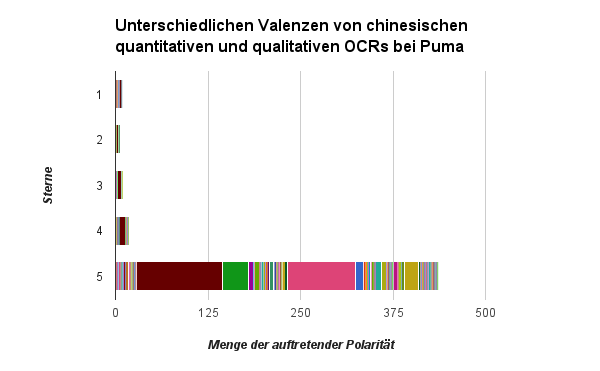 Unterschiedlichen Valenzen von chinesischen
quantitativen und qualitativen OCRs bei Puma
1
2
3
4
5
Sterne
0 125 250 375 500
Menge der auftretender Polarität